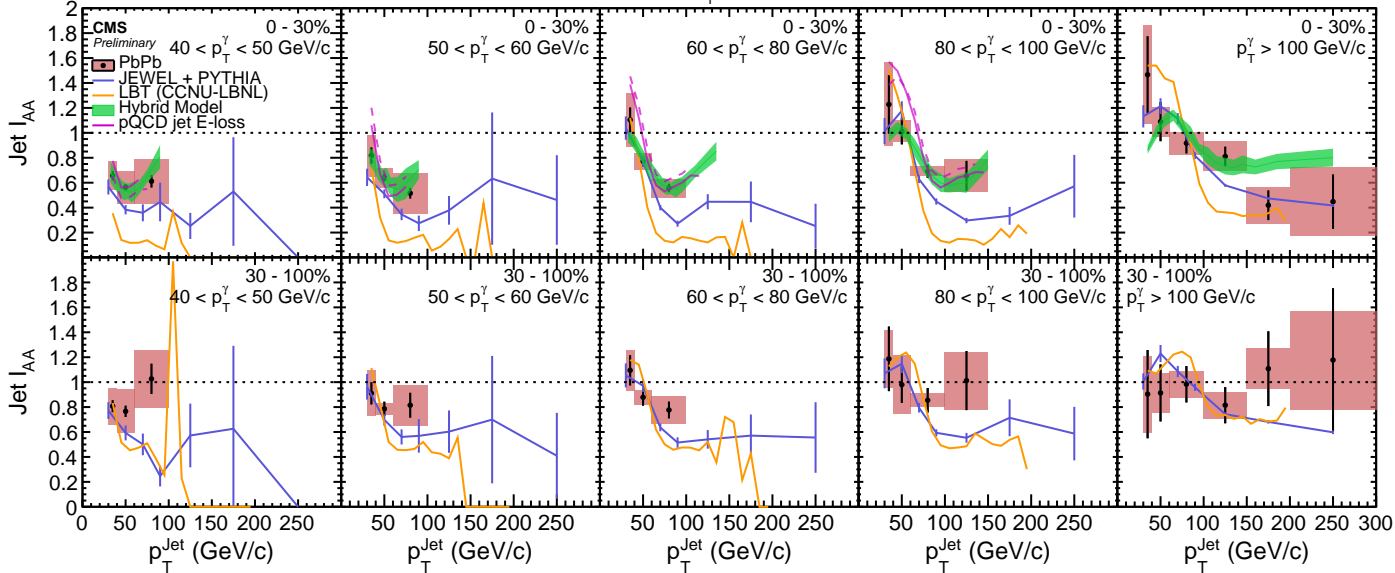 CMS
Preliminary
0 - 30%
40 < p_T^γ < 50 GeV/c
PbPb
JEWEL + PYTHIA
LBT (CCNU-LBNL)
Hybrid Model
pQCD jet E-loss
0 - 30%
50 < p_T^γ < 60 GeV/c
0 - 30%
60 < p_T^γ < 80 GeV/c
0 - 30%
80 < p_T^γ < 100 GeV/c
0 - 30%
p_T^γ > 100 GeV/c
Jet I_AA
2
1.8
1.6
1.4
1.2
1
0.8
0.6
0.4
0.2
30 - 100%
40 < p_T^γ < 50 GeV/c
30 - 100%
50 < p_T^γ < 60 GeV/c
30 - 100%
60 < p_T^γ < 80 GeV/c
30 - 100%
80 < p_T^γ < 100 GeV/c
30 - 100%
p_T^γ > 100 GeV/c
Jet I_AA
2
1.8
1.6
1.4
1.2
1
0.8
0.6
0.4
0.2
0
0 50 100 150 200 250
50 100 150 200 250
50 100 150 200 250
50 100 150 200 250
50 100 150 200 250 300
p_T^Jet (GeV/c)
p_T^Jet (GeV/c)
p_T^Jet (GeV/c)
p_T^Jet (GeV/c)
p_T^Jet (GeV/c)